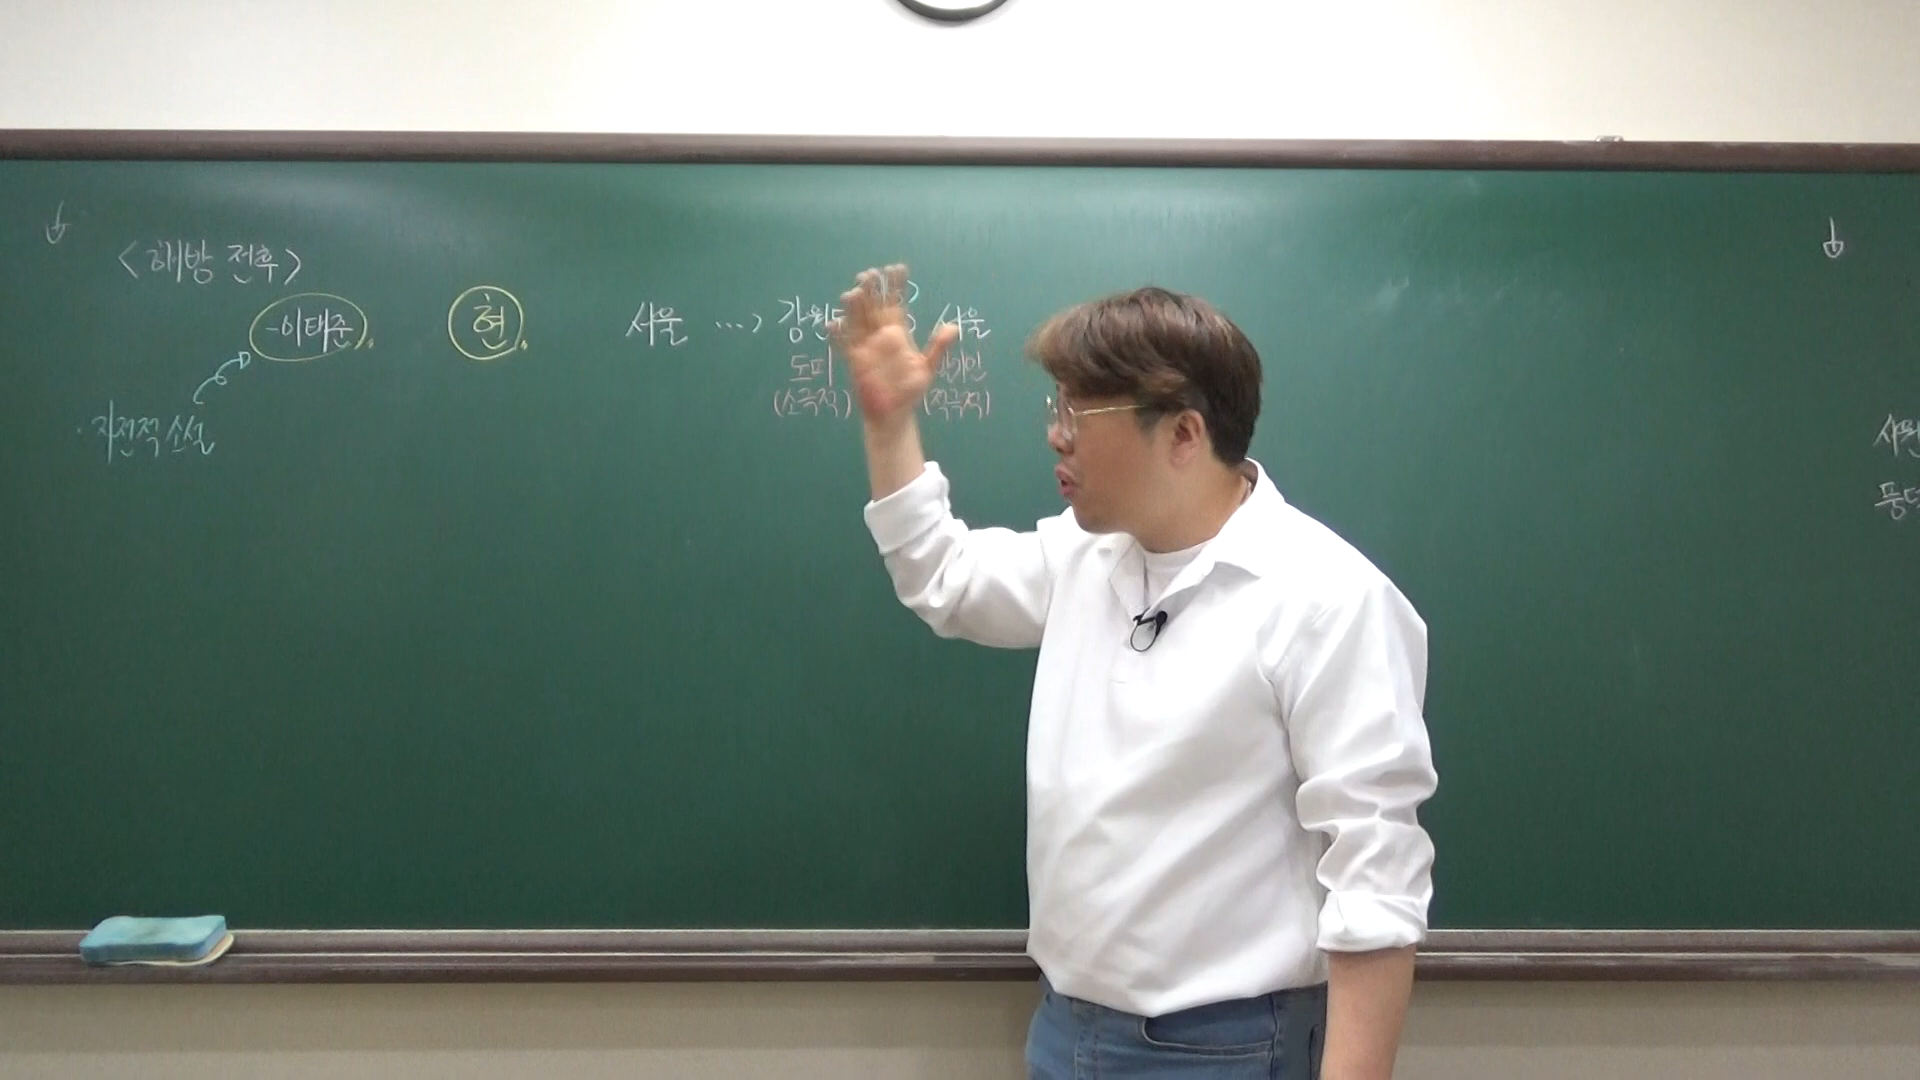 <해방 전후>
-이태준
현
서울 …> 강원도 > 서울
도피
(소극적) (적극적)
·자전적 소설